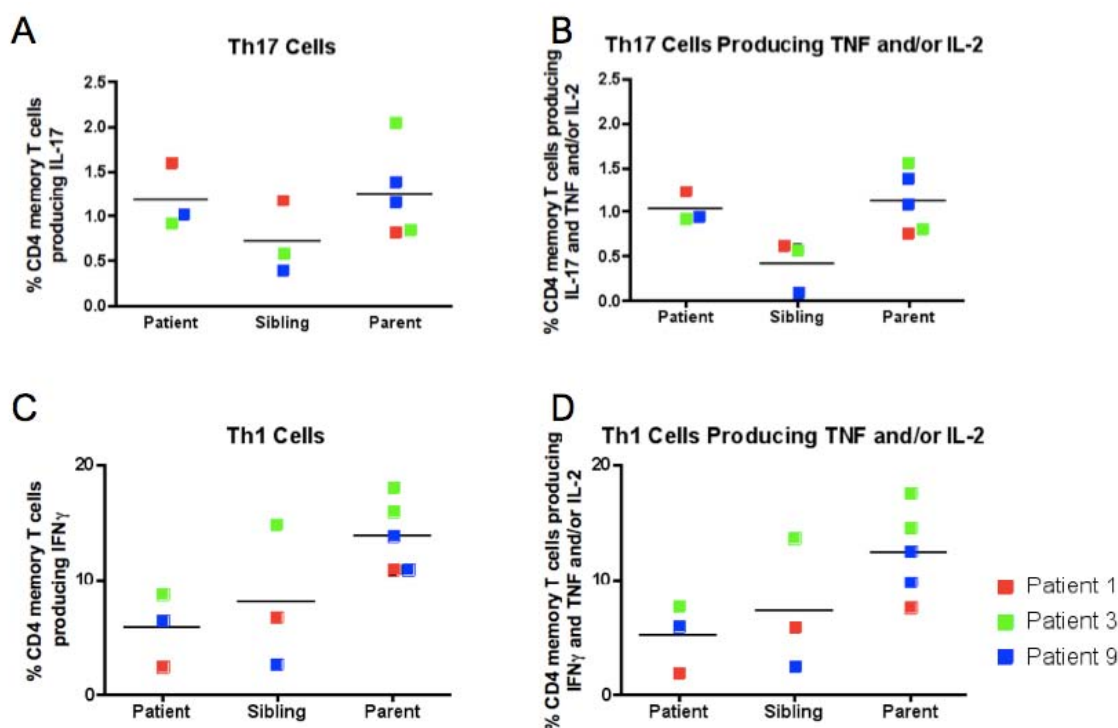 A
Th17 Cells
% CD4 memory T cells
producing IL-17
2.5
2.0
1.5
1.0
0.5
0.0
Patient
Sibling
Parent
B
Th17 Cells Producing TNF and/or IL-2
% CD4 memory T cells producing
IL-17 and TNF and/or IL-2
2.5
2.0
1.5
1.0
0.5
0.0
Patient
Sibling
Parent
C
Th1 Cells
% CD4 memory T cells
producing IFNγ
20
10
0
Patient
Sibling
Parent
D
Th1 Cells Producing TNF and/or IL-2
% CD4 memory T cells producing
IFNγ and TNF and/or IL-2
20
10
0
Patient
Sibling
Parent
Patient 1
Patient 3
Patient 9